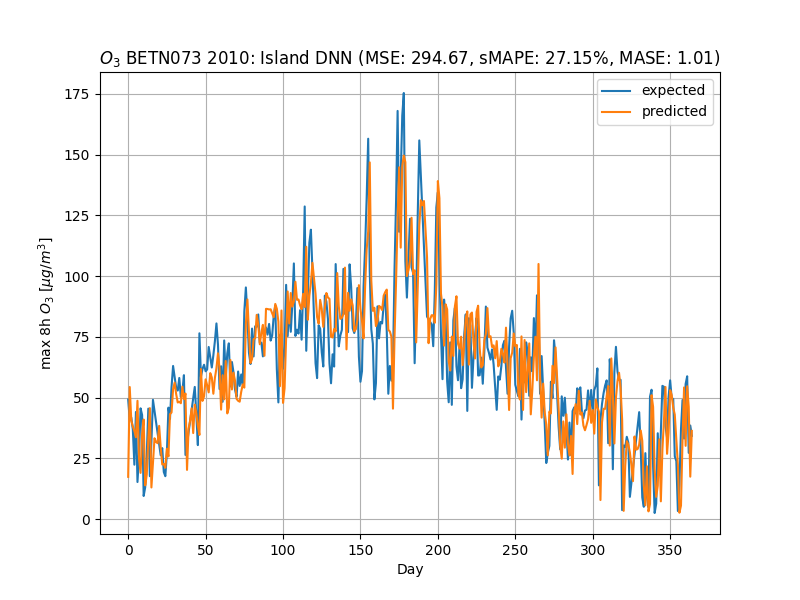 O₃ BETN073 2010: Island DNN (MSE: 294.67, sMAPE: 27.15%, MASE: 1.01)
expected
predicted
175
150
125
100
75
50
25
0
max 8h O₃ [μg/m³]
0 50 100 150 200 250 300 350
Day